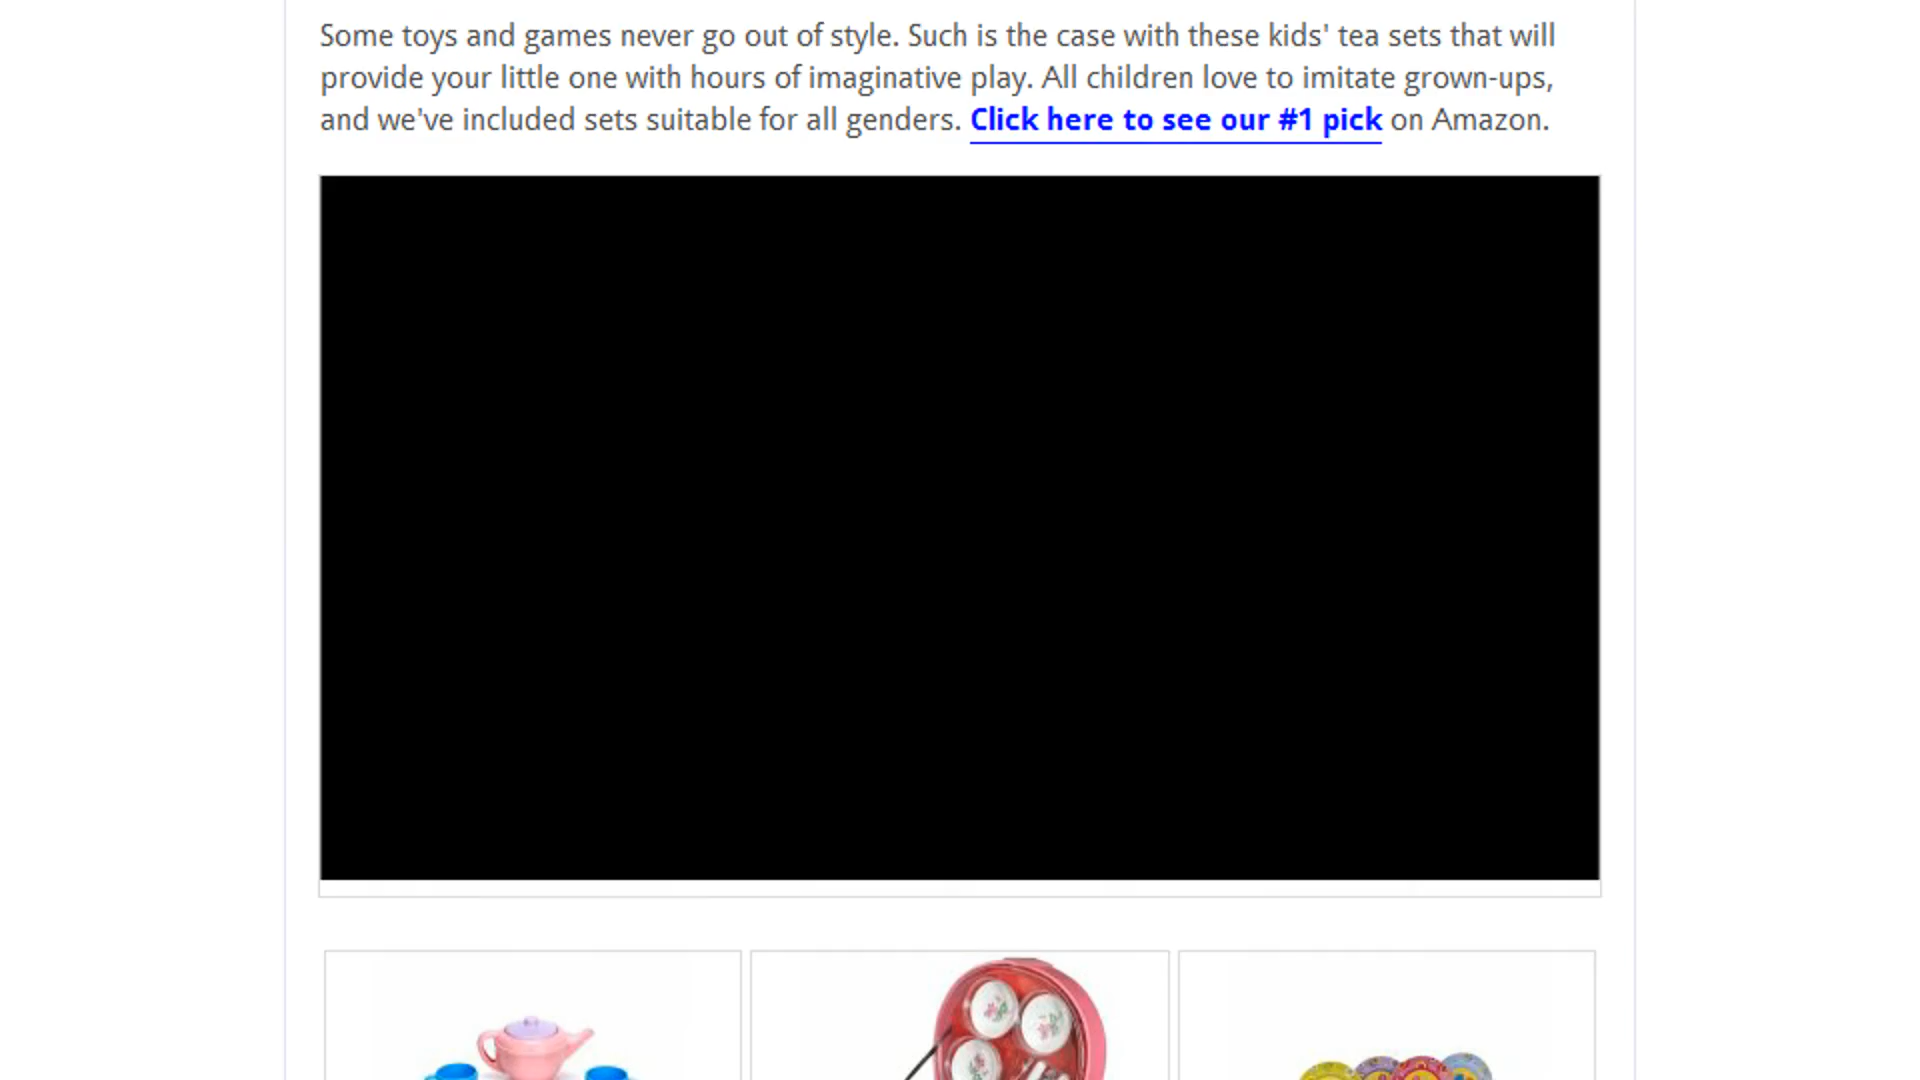 Some toys and games never go out of style. Such is the case with these kids' tea sets that will
provide your little one with hours of imaginative play. All children love to imitate grown-ups,
and we've included sets suitable for all genders. Click here to see our #1 pick on Amazon.